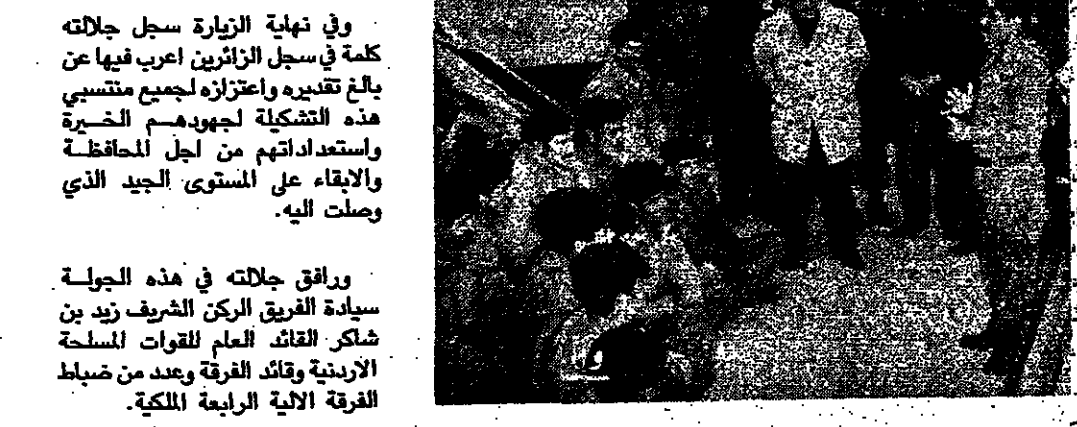 وفي نهاية الزيارة سجل جلالته
كلمة في سجل الزائرين اعرب فيها عن
بالغ تقديره واعتزازه لجميع منتسبي
هذه التشكيلة لجهودهم الخيرة
واستعداداتهم من اجل المحافظة
والابقاء على المستوى الجيد الذي
وصلت اليه.
ورافق جلالته في هذه الجولة
سيادة الفريق الركن الشريف زيد بن
شاكر القائد العام للقوات المسلحة
الاردنية وقائد الفرقة وعدد من ضباط
الفرقة الالية الرابعة الملكية.